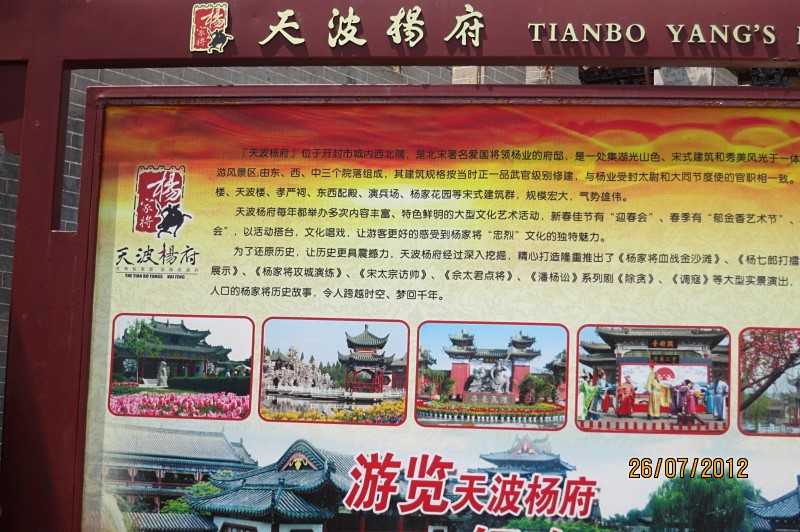 楊家將
天波楊府 TIANBO YANG'S
「天波杨府」位于开封市城内西北隅，是北宋著名爱国将领杨业的府邸，是一处集湖光山色、宋式建筑和秀美风光于一体
游风景区,由东、西、中三个院落组成，其建筑规格按当时正一品武官级别修建，与杨业受封太尉和大同节度使的官职相一致。
楼、天波楼、孝严祠、东西配殿、演兵场、杨家花园等宋式建筑群，规模宏大，气势雄伟。
天波杨府每年都举办多次内容丰富、特色鲜明的大型文化艺术活动，新春佳节有“迎春会”、春季有“郁金香艺术节”、
会”，以活动搭台，文化唱戏，让游客更好的感受到杨家将“忠烈”文化的独特魅力。
为了还原历史，让历史更具震撼力，天波杨府经过深入挖掘，精心打造隆重推出了《杨家将血战金沙滩》、《杨七郎打擂
展示》、《杨家将攻城演练》、《宋太宗访帅》、《佘太君点将》、《潘杨讼》系列剧《除贪》、《调寇》等大型实景演出，
人口的杨家将历史故事，令人跨越时空、梦回千年。
楊家将
天波楊府
THE TIAN BO YANGS KAI FENG
游览天波杨府
26/07/2012